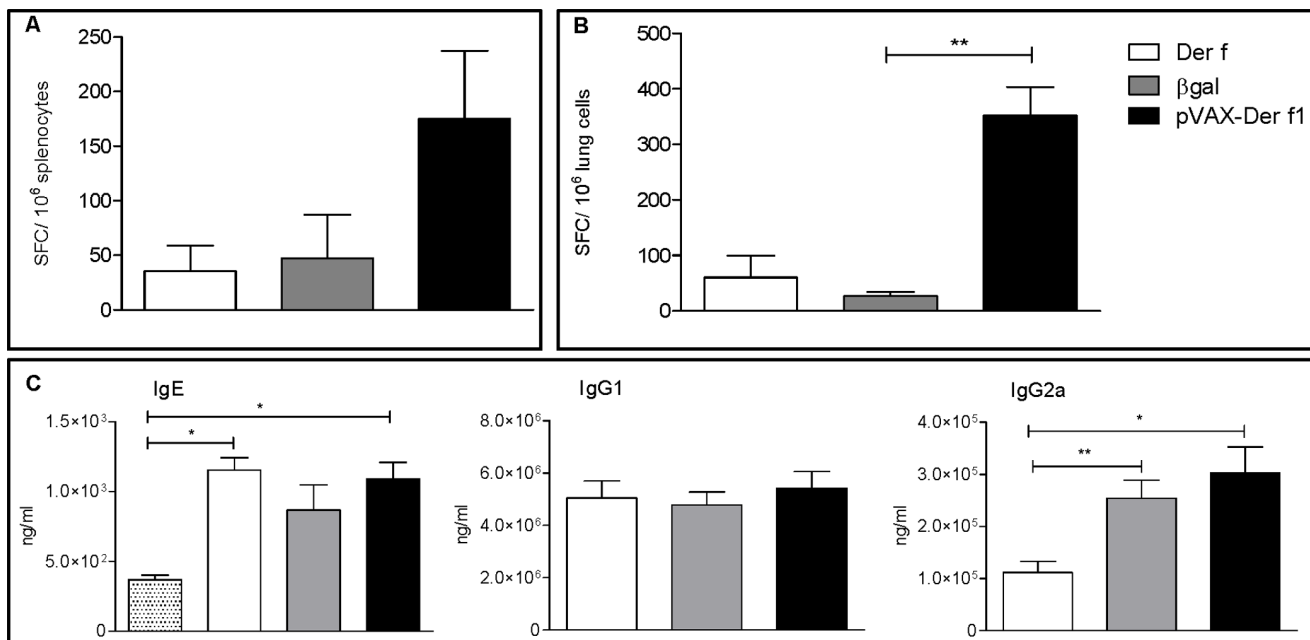 A
SFC/ 10⁶ splenocytes
250
200
150
100
50
0
B
SFC/ 10⁶ lung cells
500
400
300
200
100
0
**
Der f
βgal
pVAX-Der f1
C
IgE
ng/ml
1.5×10³
1.0×10³
5.0×10²
0
*
*
IgG1
ng/ml
8.0×10⁶
6.0×10⁶
4.0×10⁶
2.0×10⁶
0
IgG2a
ng/ml
4.0×10⁵
3.0×10⁵
2.0×10⁵
1.0×10⁵
0
*
**